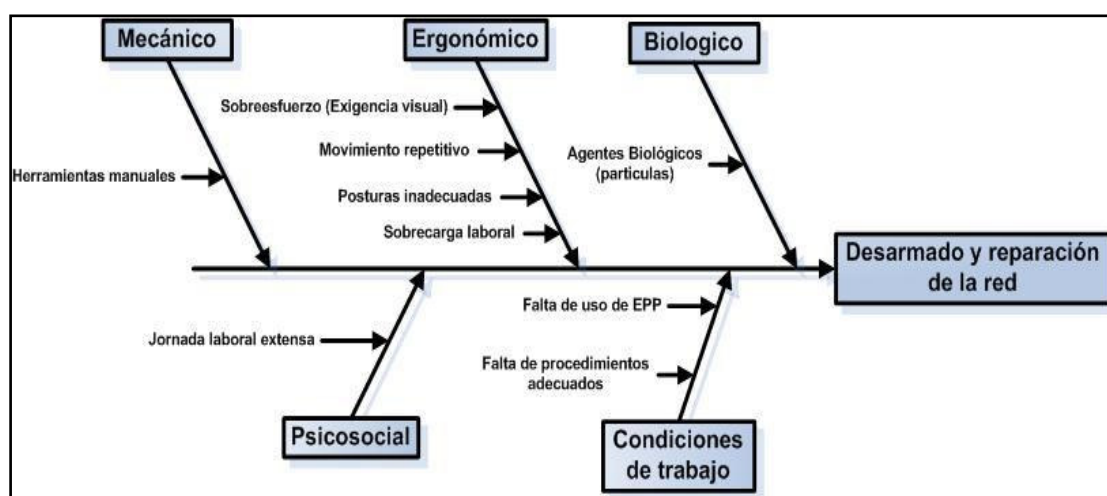 Mecánico
Ergonómico
Biologico
Sobreesfuerzo (Exigencia visual)
Movimiento repetitivo
Agentes Biológicos
(particulas)
Herramientas manuales
Posturas inadecuadas
Sobrecarga laboral
Desarmado y reparación
de la red
Falta de uso de EPP
Jornada laboral extensa
Falta de procedimientos
adecuados
Psicosocial
Condiciones
de trabajo